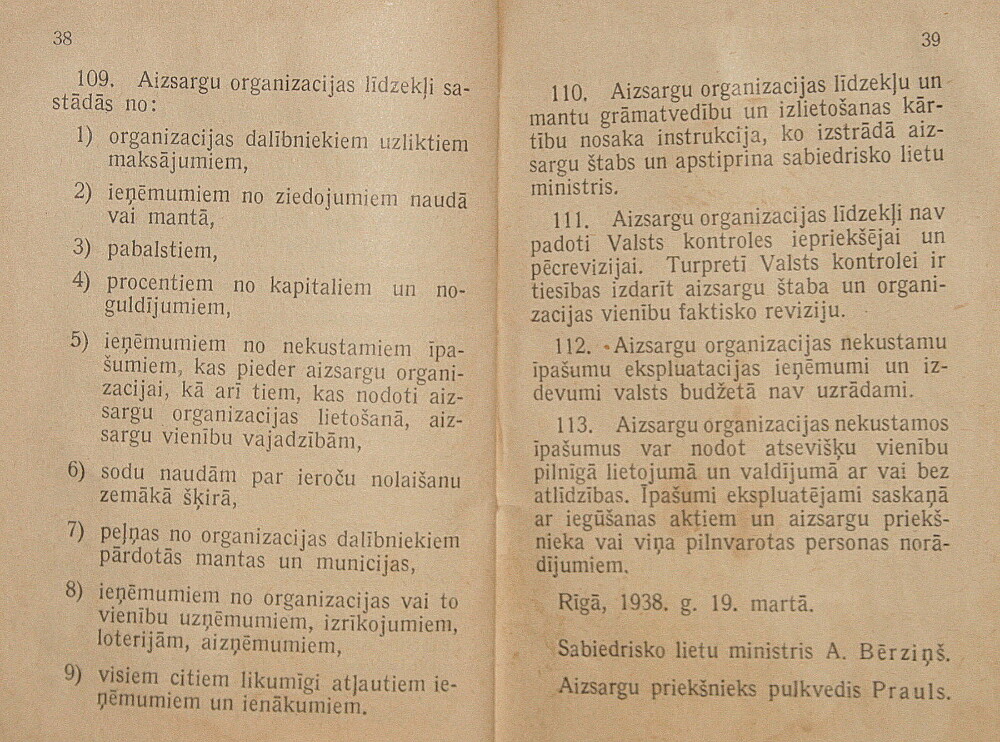 38
109. Aizsargu organizacijas līdzekļi sa-
stādās no:
1) organizacijas dalībniekiem uzliktiem
maksājumiem,
2) ieņēmumiem no ziedojumiem naudā
vai mantā,
3) pabalstiem,
4) procentiem no kapitaliem un no-
guldījumiem,
5) ieņēmumiem no nekustamiem īpa-
šumiem, kas pieder aizsargu organi-
zacijai, kā arī tiem, kas nodoti aiz-
sargu organizacijas lietošanā, aiz-
sargu vienību vajadzībām,
6) sodu naudām par ieroču nolaišanu
zemākā šķirā,
7) peļņas no organizacijas dalībniekiem
pārdotās mantas un municijas,
8) ieņēmumiem no organizacijas vai to
vienību uzņēmumiem, izrīkojumiem,
loterijām, aizņēmumiem,
9) visiem citiem likumīgi atļautiem ie-
ņēmumiem un ienākumiem.
39
110. Aizsargu organizacijas līdzekļu un
mantu grāmatvedību un izlietošanas kār-
tību nosaka instrukcija, ko izstrādā aiz-
sargu štabs un apstiprina sabiedrisko lietu
ministris.
111. Aizsargu organizacijas līdzekļi nav
padoti Valsts kontroles iepriekšējai un
pēcrevizijai. Turpretī Valsts kontrolei ir
tiesības izdarīt aizsargu štaba un organi-
zacijas vienību faktisko reviziju.
112. Aizsargu organizacijas nekustamu
īpašumu ekspluatacijas ieņēmumi un iz-
devumi valsts budžetā nav uzrādami.
113. Aizsargu organizacijas nekustamos
īpašumus var nodot atsevišķu vienību
pilnīgā lietojumā un valdījumā ar vai bez
atlīdzības. Īpašumi ekspluatējami saskaņā
ar iegūšanas aktiem un aizsargu priekš-
nieka vai viņa pilnvarotas personas norā-
dījumiem.
Rīgā, 1938. g. 19. martā.
Sabiedrisko lietu ministris A. Bērziņš.
Aizsargu priekšnieks pulkvedis Prauls.